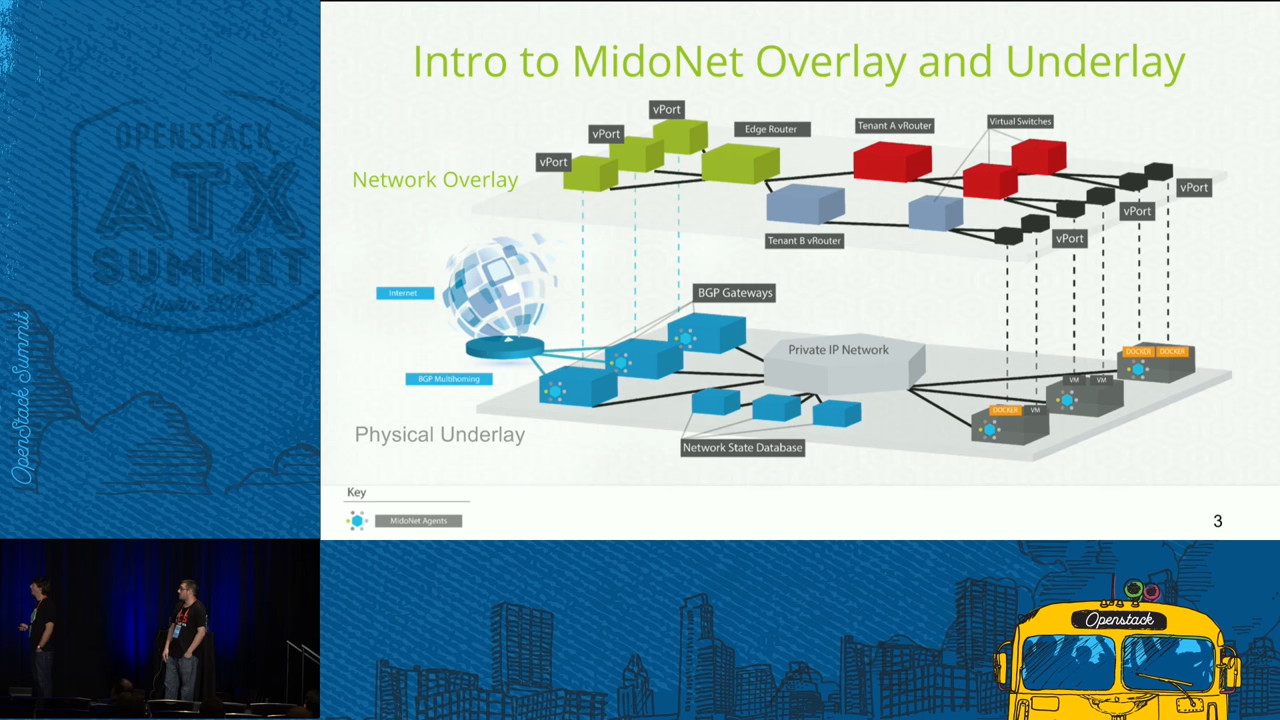 OPENSTACK
ATX
SUMMIT
OpenStack Summit
Intro to MidoNet Overlay and Underlay
vPort
vPort
vPort
Edge Router
Tenant A vRouter
Virtual Switches
Network Overlay
vPort
vPort
vPort
Tenant B vRouter
Internet
BGP Gateways
Private IP Network
BGP Multihoming
DOCKER DOCKER
VM VM
DOCKER VM
Physical Underlay
Network State Database
Key
MidoNet Agents
3
Openstack